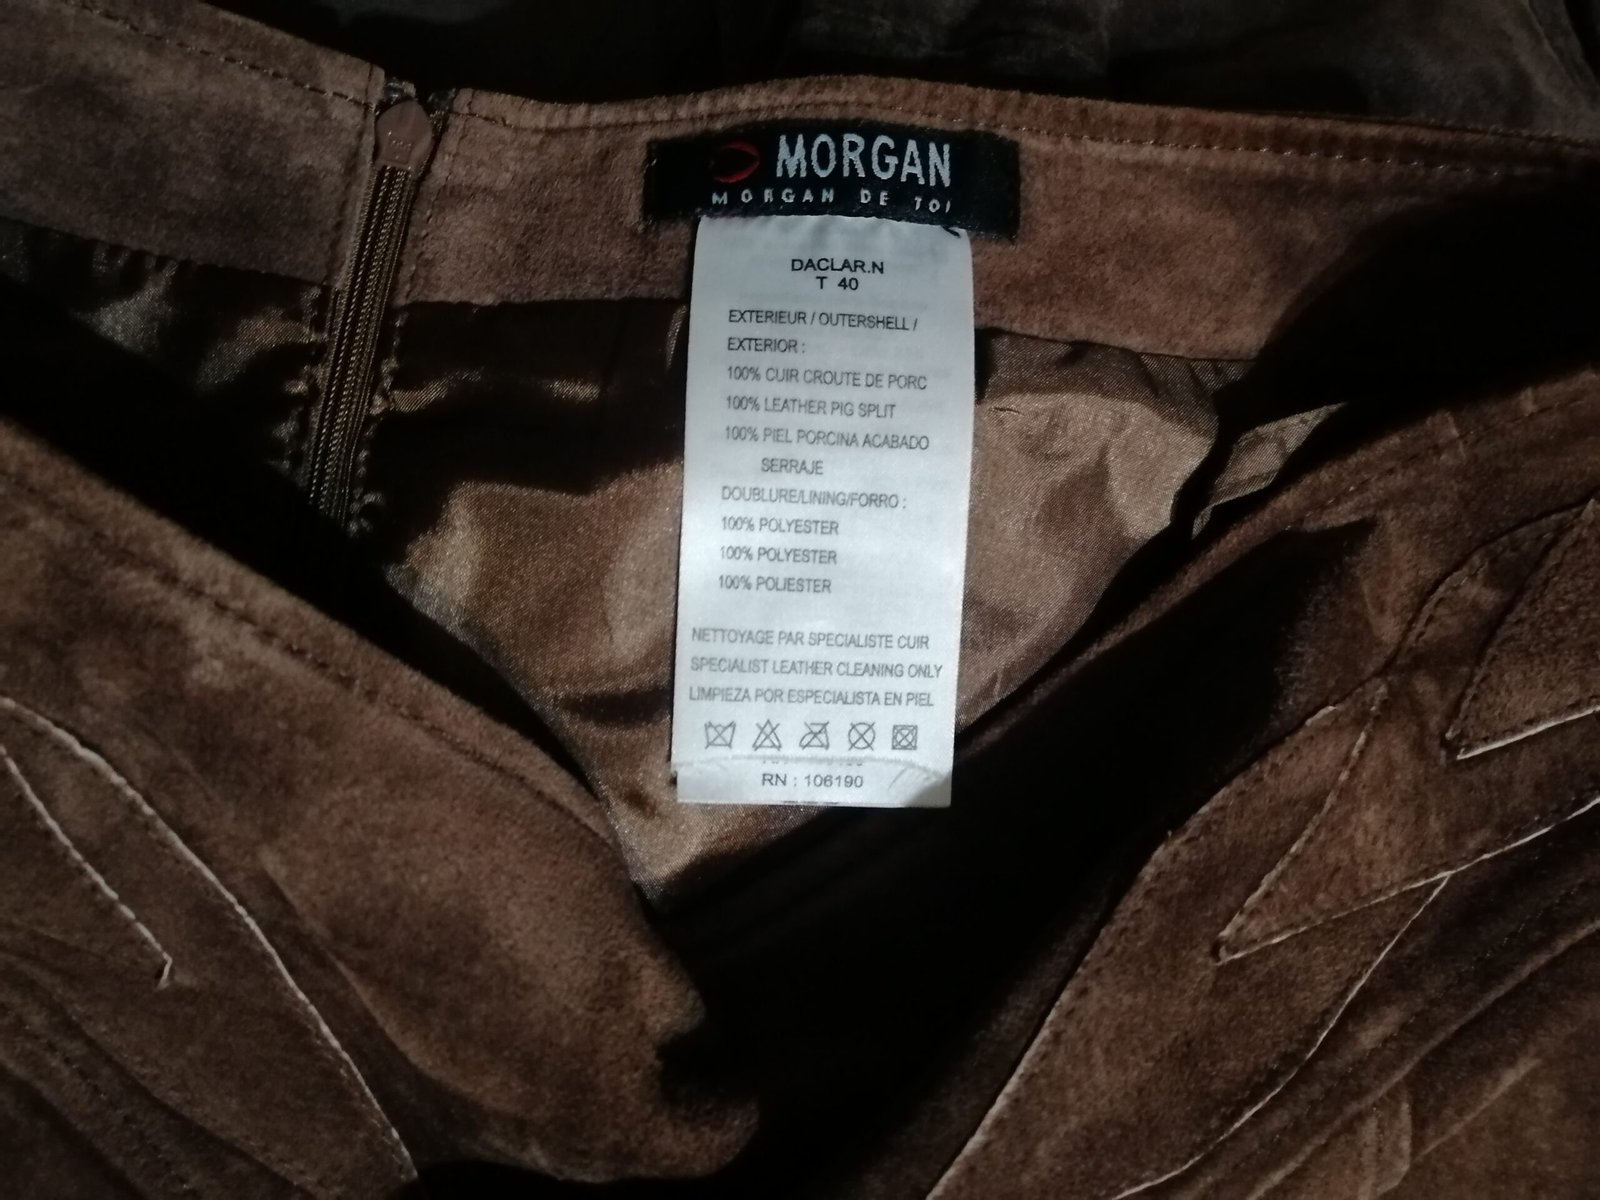 MORGAN
MORGAN DE TOI
DACLAR.N
T 40
EXTERIEUR / OUTERSHELL /
EXTERIOR :
100% CUIR CROUTE DE PORC
100% LEATHER PIG SPLIT
100% PIEL PORCINA ACABADO
SERRAJE
DOUBLURE/LINING/FORRO :
100% POLYESTER
100% POLYESTER
100% POLIESTER
NETTOYAGE PAR SPECIALISTE CUIR
SPECIALIST LEATHER CLEANING ONLY
LIMPIEZA POR ESPECIALISTA EN PIEL
RN : 106190